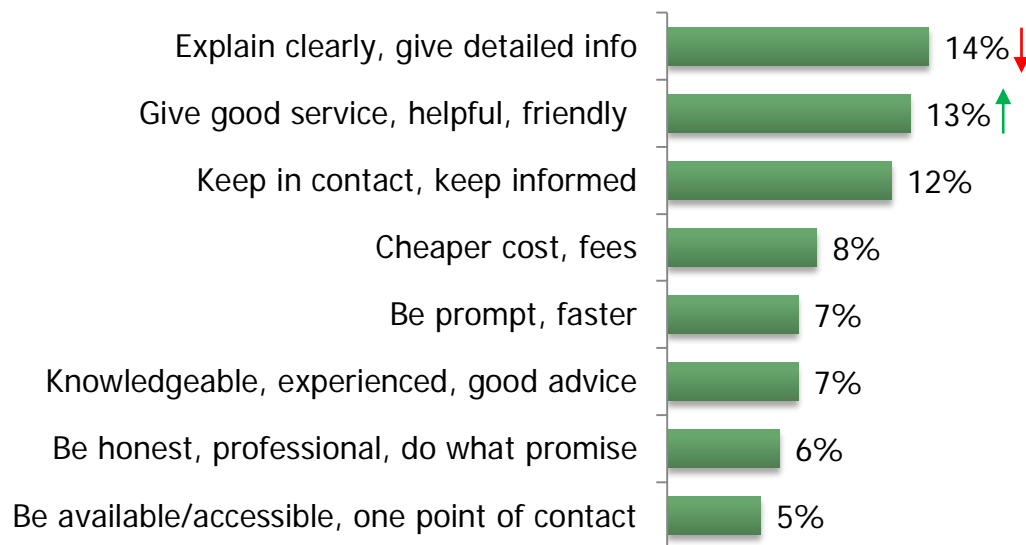 Explain clearly, give detailed info 14%
Give good service, helpful, friendly 13%
Keep in contact, keep informed 12%
Cheaper cost, fees 8%
Be prompt, faster 7%
Knowledgeable, experienced, good advice 7%
Be honest, professional, do what promise 6%
Be available/accessible, one point of contact 5%